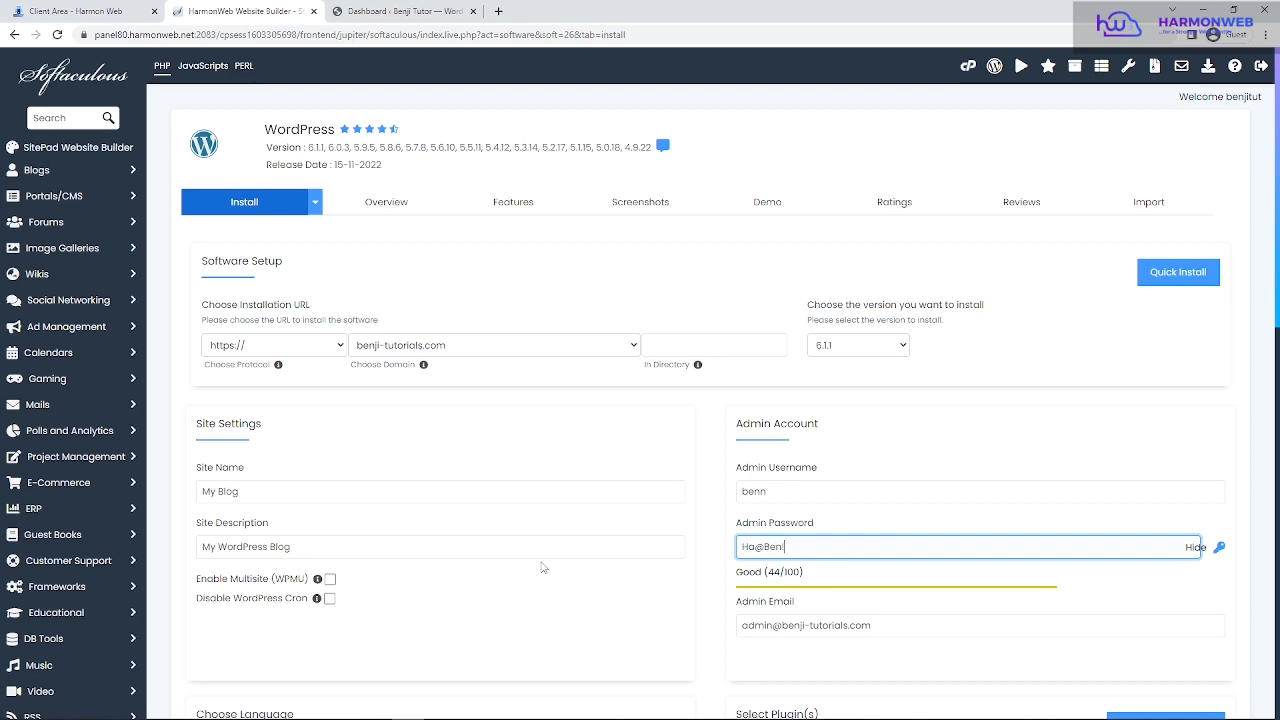 Client Area - Harmon Web
HarmonWeb Website Builder - S
Dashboard ‹ Benji Tutor — WordP
panel80.harmonweb.net:2083/cpsess1603305698/frontend/jupiter/softaculous/index.live.php?act=software&soft=26&tab=install
Guest
HARMONWEB
Softaculous
PHP JavaScripts PERL
Welcome benjitut
Search
SitePad Website Builder
Blogs
Portals/CMS
Forums
Image Galleries
Wikis
Social Networking
Ad Management
Calendars
Gaming
Mails
Polls and Analytics
Project Management
E-Commerce
ERP
Guest Books
Customer Support
Frameworks
Educational
DB Tools
Music
Video
RSS
WordPress
Version : 6.1.1, 6.0.3, 5.9.5, 5.8.6, 5.7.8, 5.6.10, 5.5.11, 5.4.12, 5.3.14, 5.2.17, 5.1.15, 5.0.18, 4.9.22
Release Date : 15-11-2022
Install Overview Features Screenshots Demo Ratings Reviews Import
Software Setup
Quick Install
Choose Installation URL
Please choose the URL to install the software
https:// benji-tutorials.com
Choose Protocol Choose Domain In Directory
Choose the version you want to install
Please select the version to install.
6.1.1
Site Settings
Site Name
My Blog
Site Description
My WordPress Blog
Enable Multisite (WPMU)
Disable WordPress Cron
Admin Account
Admin Username
benn
Admin Password
Ha@Ben!
Hide
Good (44/100)
Admin Email
admin@benji-tutorials.com
Choose Language
Select Plugin(s)